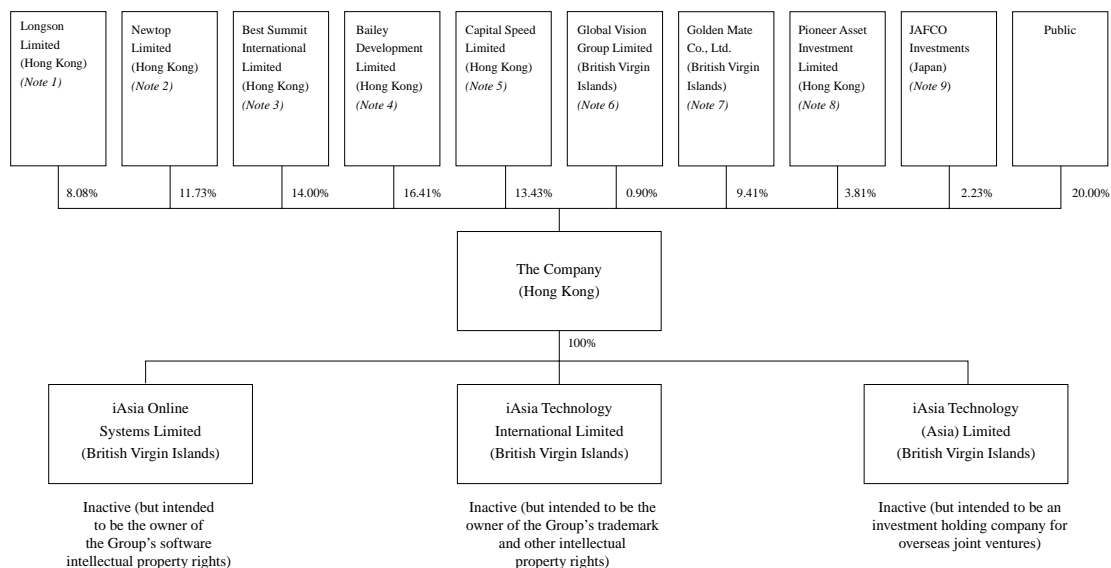 Longson
Limited
(Hong Kong)
(Note 1)
Newtop
Limited
(Hong Kong)
(Note 2)
Best Summit
International
Limited
(Hong Kong)
(Note 3)
Bailey
Development
Limited
(Hong Kong)
(Note 4)
Capital Speed
Limited
(Hong Kong)
(Note 5)
Global Vision
Group Limited
(British Virgin
Islands)
(Note 6)
Golden Mate
Co., Ltd.
(British Virgin
Islands)
(Note 7)
Pioneer Asset
Investment
Limited
(Hong Kong)
(Note 8)
JAFCO
Investments
(Japan)
(Note 9)
Public
8.08%
11.73%
14.00%
16.41%
13.43%
0.90%
9.41%
3.81%
2.23%
20.00%
The Company
(Hong Kong)
100%
iAsia Online
Systems Limited
(British Virgin Islands)
iAsia Technology
International Limited
(British Virgin Islands)
iAsia Technology
(Asia) Limited
(British Virgin Islands)
Inactive (but intended
to be the owner of
the Group's software
intellectual property rights)
Inactive (but intended to be the
owner of the Group's trademark
and other intellectual
property rights)
Inactive (but intended to be an
investment holding company for
overseas joint ventures)